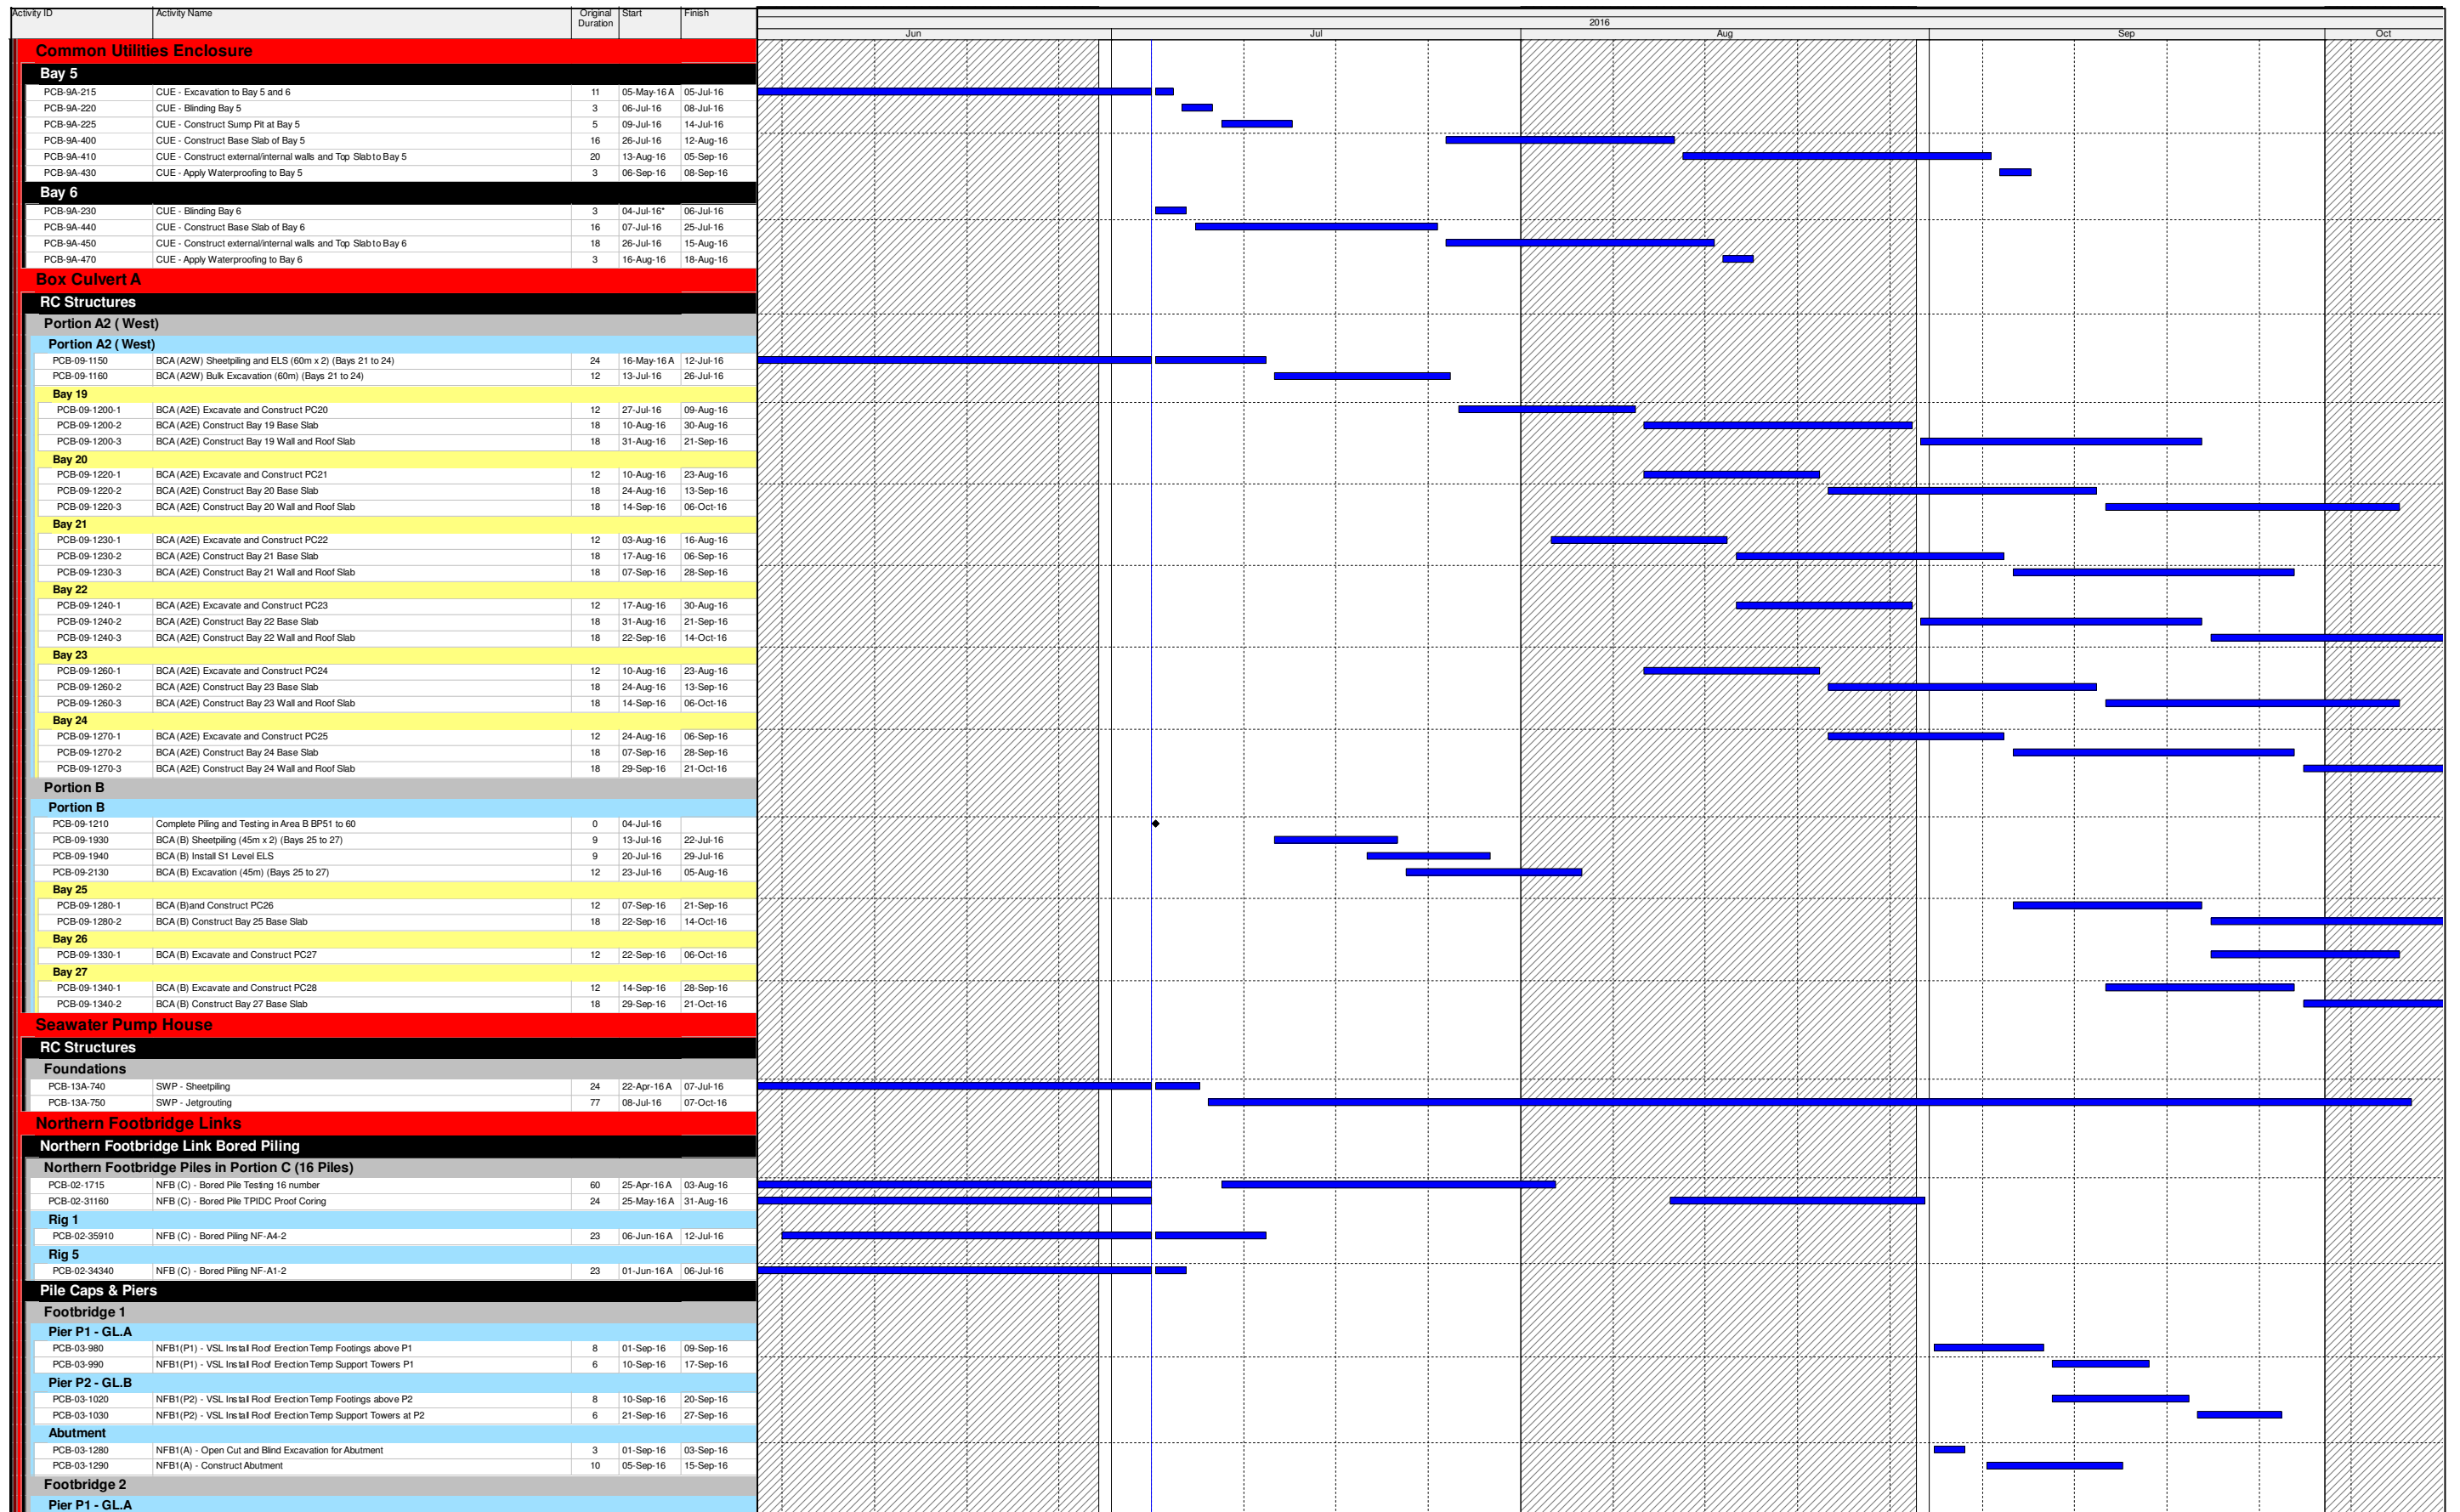 Activity ID Activity Name Original Duration Start Finish
2016
Jun Jul Aug Sep Oct
Common Utilities Enclosure
Bay 5
PCB-9A-215 CUE - Excavation to Bay 5 and 6 11 05-May-16 A 05-Jul-16
PCB-9A-220 CUE - Blinding Bay 5 3 06-Jul-16 08-Jul-16
PCB-9A-225 CUE - Construct Sump Pit at Bay 5 5 09-Jul-16 14-Jul-16
PCB-9A-400 CUE - Construct Base Slab of Bay 5 16 26-Jul-16 12-Aug-16
PCB-9A-410 CUE - Construct external/internal walls and Top Slab to Bay 5 20 13-Aug-16 05-Sep-16
PCB-9A-430 CUE - Apply Waterproofing to Bay 5 3 06-Sep-16 08-Sep-16
Bay 6
PCB-9A-230 CUE - Blinding Bay 6 3 04-Jul-16* 06-Jul-16
PCB-9A-440 CUE - Construct Base Slab of Bay 6 16 07-Jul-16 25-Jul-16
PCB-9A-450 CUE - Construct external/internal walls and Top Slab to Bay 6 18 26-Jul-16 15-Aug-16
PCB-9A-470 CUE - Apply Waterproofing to Bay 6 3 16-Aug-16 18-Aug-16
Box Culvert A
RC Structures
Portion A2 ( West)
Portion A2 ( West)
PCB-09-1150 BCA (A2W) Sheetpiling and ELS (60m x 2) (Bays 21 to 24) 24 16-May-16 A 12-Jul-16
PCB-09-1160 BCA (A2W) Bulk Excavation (60m) (Bays 21 to 24) 12 13-Jul-16 26-Jul-16
Bay 19
PCB-09-1200-1 BCA (A2E) Excavate and Construct PC20 12 27-Jul-16 09-Aug-16
PCB-09-1200-2 BCA (A2E) Construct Bay 19 Base Slab 18 10-Aug-16 30-Aug-16
PCB-09-1200-3 BCA (A2E) Construct Bay 19 Wall and Roof Slab 18 31-Aug-16 21-Sep-16
Bay 20
PCB-09-1220-1 BCA (A2E) Excavate and Construct PC21 12 10-Aug-16 23-Aug-16
PCB-09-1220-2 BCA (A2E) Construct Bay 20 Base Slab 18 24-Aug-16 13-Sep-16
PCB-09-1220-3 BCA (A2E) Construct Bay 20 Wall and Roof Slab 18 14-Sep-16 06-Oct-16
Bay 21
PCB-09-1230-1 BCA (A2E) Excavate and Construct PC22 12 03-Aug-16 16-Aug-16
PCB-09-1230-2 BCA (A2E) Construct Bay 21 Base Slab 18 17-Aug-16 06-Sep-16
PCB-09-1230-3 BCA (A2E) Construct Bay 21 Wall and Roof Slab 18 07-Sep-16 28-Sep-16
Bay 22
PCB-09-1240-1 BCA (A2E) Excavate and Construct PC23 12 17-Aug-16 30-Aug-16
PCB-09-1240-2 BCA (A2E) Construct Bay 22 Base Slab 18 31-Aug-16 21-Sep-16
PCB-09-1240-3 BCA (A2E) Construct Bay 22 Wall and Roof Slab 18 22-Sep-16 14-Oct-16
Bay 23
PCB-09-1260-1 BCA (A2E) Excavate and Construct PC24 12 10-Aug-16 23-Aug-16
PCB-09-1260-2 BCA (A2E) Construct Bay 23 Base Slab 18 24-Aug-16 13-Sep-16
PCB-09-1260-3 BCA (A2E) Construct Bay 23 Wall and Roof Slab 18 14-Sep-16 06-Oct-16
Bay 24
PCB-09-1270-1 BCA (A2E) Excavate and Construct PC25 12 24-Aug-16 06-Sep-16
PCB-09-1270-2 BCA (A2E) Construct Bay 24 Base Slab 18 07-Sep-16 28-Sep-16
PCB-09-1270-3 BCA (A2E) Construct Bay 24 Wall and Roof Slab 18 29-Sep-16 21-Oct-16
Portion B
Portion B
PCB-09-1210 Complete Piling and Testing in Area B BP51 to 60 0 04-Jul-16
PCB-09-1930 BCA (B) Sheetpiling (45m x 2) (Bays 25 to 27) 9 13-Jul-16 22-Jul-16
PCB-09-1940 BCA (B) Install S1 Level ELS 9 20-Jul-16 29-Jul-16
PCB-09-2130 BCA (B) Excavation (45m) (Bays 25 to 27) 12 23-Jul-16 05-Aug-16
Bay 25
PCB-09-1280-1 BCA (B)and Construct PC26 12 07-Sep-16 21-Sep-16
PCB-09-1280-2 BCA (B) Construct Bay 25 Base Slab 18 22-Sep-16 14-Oct-16
Bay 26
PCB-09-1330-1 BCA (B) Excavate and Construct PC27 12 22-Sep-16 06-Oct-16
Bay 27
PCB-09-1340-1 BCA (B) Excavate and Construct PC28 12 14-Sep-16 28-Sep-16
PCB-09-1340-2 BCA (B) Construct Bay 27 Base Slab 18 29-Sep-16 21-Oct-16
Seawater Pump House
RC Structures
Foundations
PCB-13A-740 SWP - Sheetpiling 24 22-Apr-16 A 07-Jul-16
PCB-13A-750 SWP - Jetgrouting 77 08-Jul-16 07-Oct-16
Northern Footbridge Links
Northern Footbridge Link Bored Piling
Northern Footbridge Piles in Portion C (16 Piles)
PCB-02-1715 NFB (C) - Bored Pile Testing 16 number 60 25-Apr-16 A 03-Aug-16
PCB-02-31160 NFB (C) - Bored Pile TPIDC Proof Coring 24 25-May-16 A 31-Aug-16
Rig 1
PCB-02-35910 NFB (C) - Bored Piling NF-A4-2 23 06-Jun-16 A 12-Jul-16
Rig 5
PCB-02-34340 NFB (C) - Bored Piling NF-A1-2 23 01-Jun-16 A 06-Jul-16
Pile Caps & Piers
Footbridge 1
Pier P1 - GL.A
PCB-03-980 NFB1(P1) - VSL Install Roof Erection Temp Footings above P1 8 01-Sep-16 09-Sep-16
PCB-03-990 NFB1(P1) - VSL Install Roof Erection Temp Support Towers P1 6 10-Sep-16 17-Sep-16
Pier P2 - GL.B
PCB-03-1020 NFB1(P2) - VSL Install Roof Erection Temp Footings above P2 8 10-Sep-16 20-Sep-16
PCB-03-1030 NFB1(P2) - VSL Install Roof Erection Temp Support Towers at P2 6 21-Sep-16 27-Sep-16
Abutment
PCB-03-1280 NFB1(A) - Open Cut and Blind Excavation for Abutment 3 01-Sep-16 03-Sep-16
PCB-03-1290 NFB1(A) - Construct Abutment 10 05-Sep-16 15-Sep-16
Footbridge 2
Pier P1 - GL.A